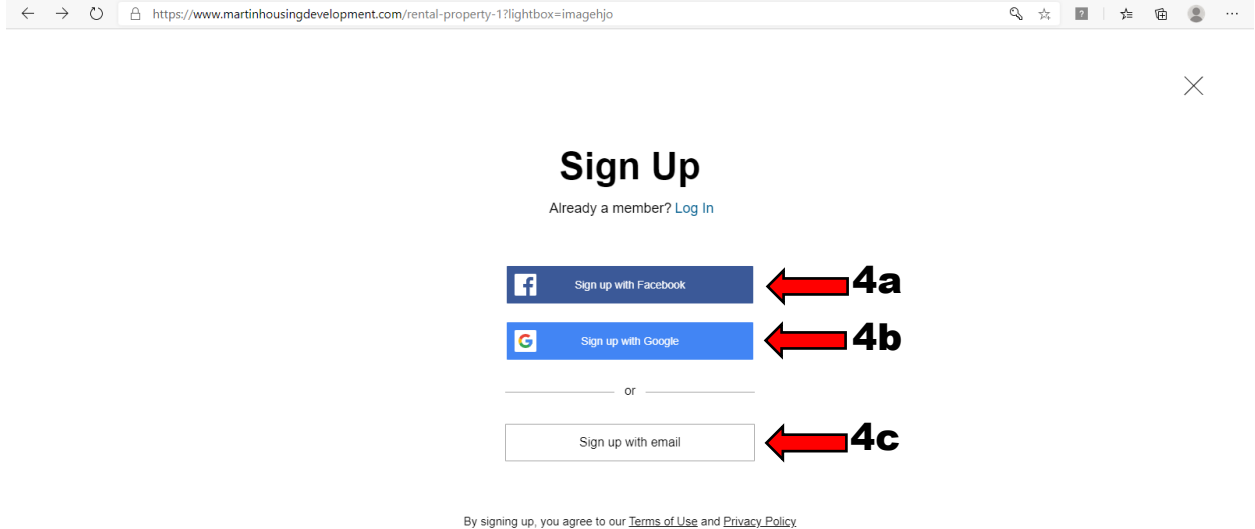 https://www.martinhousingdevelopment.com/rental-property-1?lightbox=imagehjo
Sign Up
Already a member? Log In
Sign up with Facebook
4a
Sign up with Google
4b
or
Sign up with email
4c
By signing up, you agree to our Terms of Use and Privacy Policy